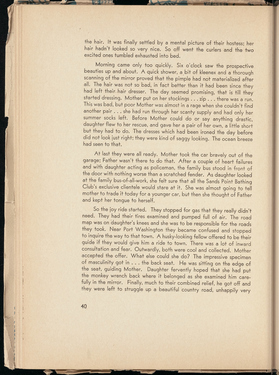 the hair. It was finally settled by a mental picture of their hostess; her
hair hadn't looked so very nice. So off went the curlers and the two
excited ones tumbled exhausted into bed.
Morning came only too quickly. Six o'clock saw the prospective
beauties up and about. A quick shower, a bit of kleenex and a thorough
scanning of the mirror proved that the pimple had not materialized after
all. The hair was not so bad, in fact better than it had been since they
had left their hair dresser. The day seemed promising, that is till they
started dressing. Mother put on her stockings . . . zip . . . there was a run.
This was bad, but poor Mother was almost in a rage when she couldn't find
another pair . . . she had run through her scanty supply and had only her
summer socks left. Before Mother could do or say anything drastic,
daughter flew to her rescue, and gave her a pair of hers, a little small,
but they had to do. The dresses which had been ironed the day before
did not look just right; they were kind of saggy looking. The ocean breeze
had seen to that.
At last they were all ready. Mother took the car bravely out of the
garage; Father wasn't there to do that. After a couple of heart failures
and with daughter acting as policeman, the family bus stood in front of
the door with nothing worse than a scratched fender. As daughter looked
at the family bus-of-all-work, she felt sure that all the Sands Point Bathing
Club's exclusive clientele would stare at it. She was almost going to tell
mother to trade it today for a younger car, but then she thought of Father
and kept her tongue to herself.
So the joy ride started. They stopped for gas that they really didn't
need. They had their tires examined and pumped full of air. The road
map was on daughter's knees and she was to be responsible for the roads
they took. Near Port Washington they became confused and stopped
to inquire the way to that town. A husky-looking fellow offered to be their
guide if they would give him a ride to town. There was a lot of inward
consultation and fear. Outwardly, both were cool and collected. Mother
accepted the offer. What else could she do? The impressive specimen
of masculinity got in . . . the back seat. He was sitting on the edge of
the seat, guiding Mother. Daughter fervently hoped that she had put
the monkey wrench back where it belonged as she examined him care-
fully in the mirror. Finally, much to their combined relief, he got off and
they were left to struggle up a beautiful country road, unhappily very
40